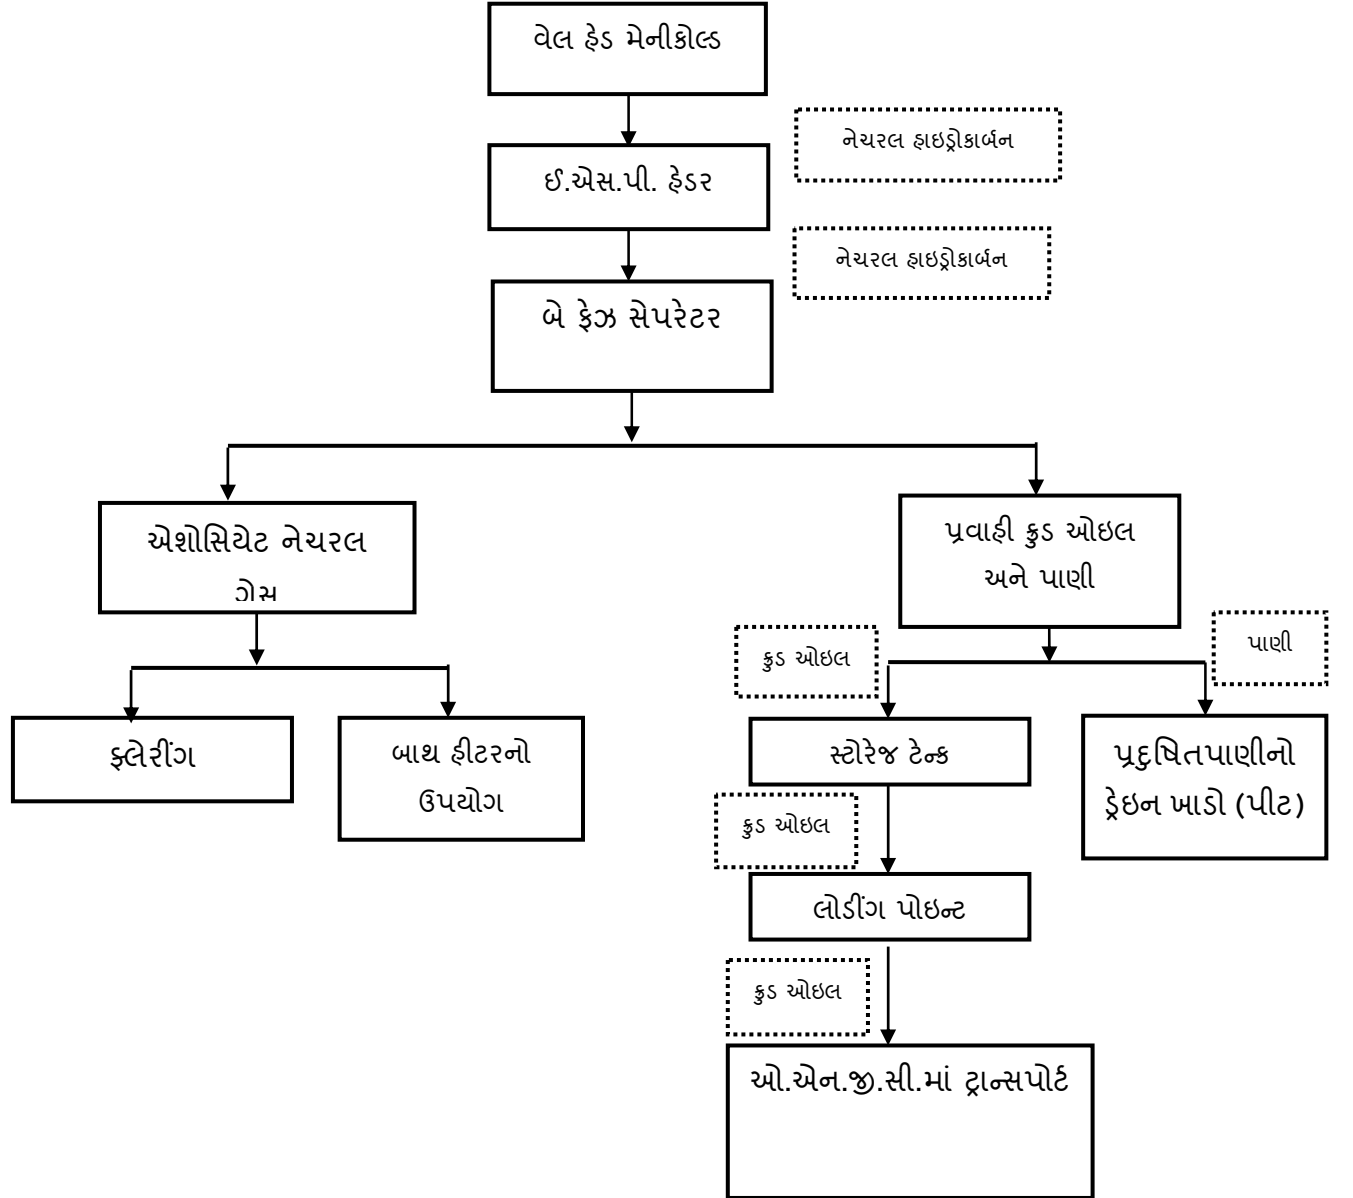 વેલ હેડ મેનીફોલ્ડ
નેચરલ હાઇડ્રોકાર્બન
ઈ.એસ.પી. હેડર
નેચરલ હાઇડ્રોકાર્બન
બે ફેઝ સેપરેટર
એશોસિયેટ નેચરલ
ગેસ
પ્રવાહી ક્રુડ ઓઇલ
અને પાણી
ક્રુડ ઓઇલ
પાણી
ફ્લેરીંગ
બાથ હીટરનો
ઉપયોગ
સ્ટોરેજ ટેન્ક
પ્રદુષિતપાણીનો
ડ્રેઇન ખાડો (પીટ)
ક્રુડ ઓઇલ
લોડીંગ પોઇન્ટ
ક્રુડ ઓઇલ
ઓ.એન.જી.સી.માં ટ્રાન્સપોર્ટ